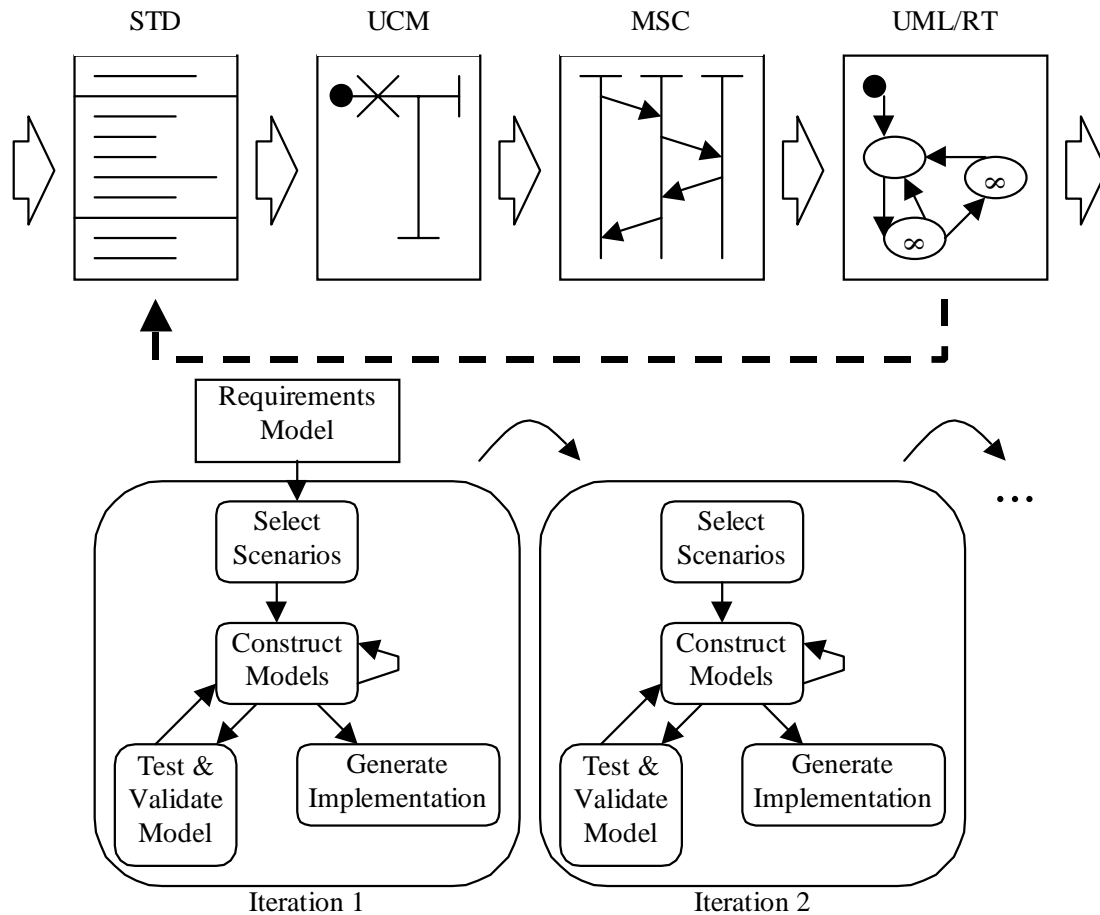 STD
UCM
MSC
UML/RT
∞
∞
Requirements
Model
...
Select
Scenarios
Construct
Models
Test &
Validate
Model
Generate
Implementation
Iteration 1
Select
Scenarios
Construct
Models
Test &
Validate
Model
Generate
Implementation
Iteration 2